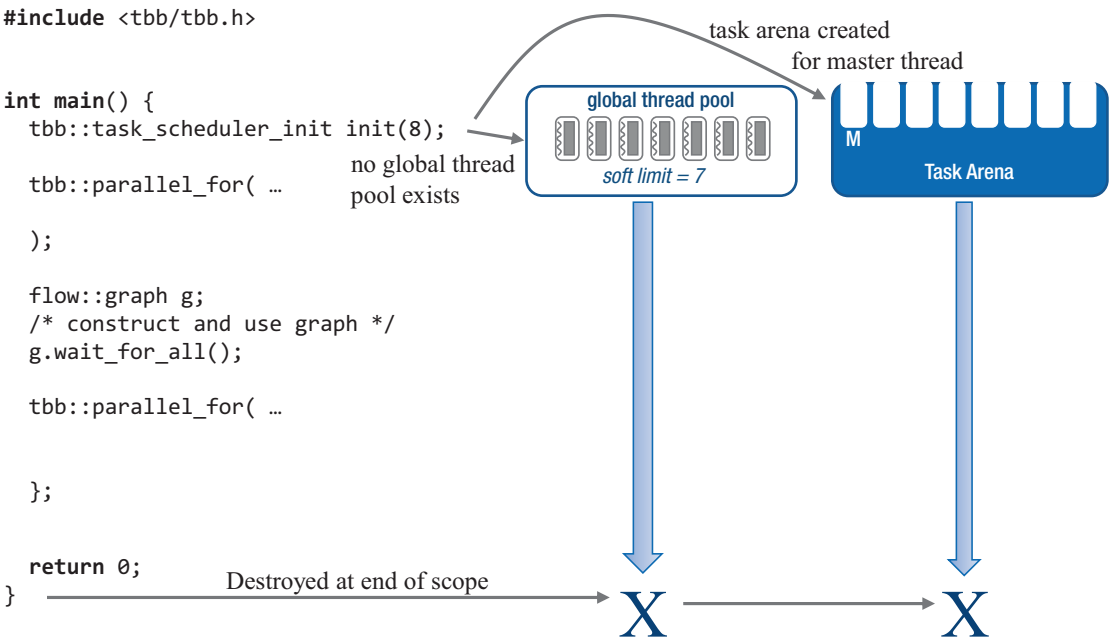 #include <tbb/tbb.h>
int main() {
tbb::task_scheduler_init init(8);
tbb::parallel_for( …
);
flow::graph g;
/* construct and use graph */
g.wait_for_all();
tbb::parallel_for( …
};
return 0;
}
no global thread
pool exists
task arena created
for master thread
global thread pool
soft limit = 7
M
Task Arena
Destroyed at end of scope
X
X